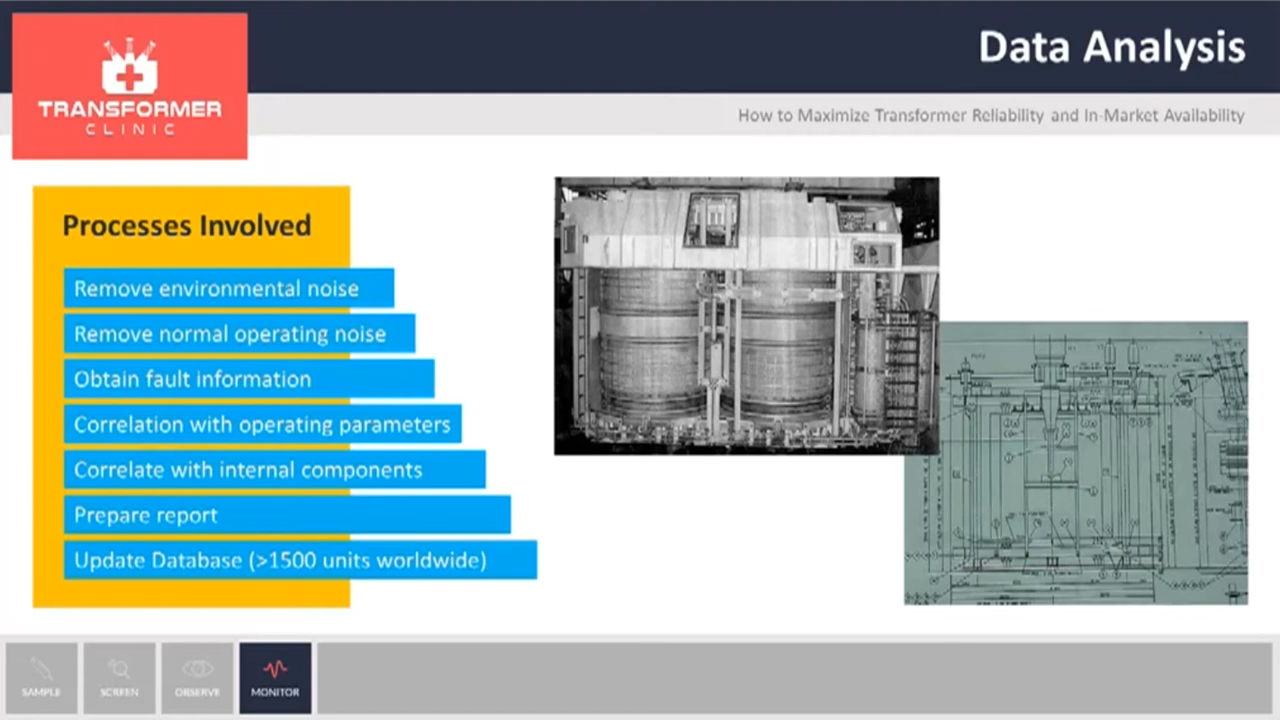 TRANSFORMER
CLINIC
Data Analysis
How to Maximize Transformer Reliability and In-Market Availability
Processes Involved
Remove environmental noise
Remove normal operating noise
Obtain fault information
Correlation with operating parameters
Correlate with internal components
Prepare report
Update Database (>1500 units worldwide)
SAMPLE
SCREEN
OBSERVE
MONITOR